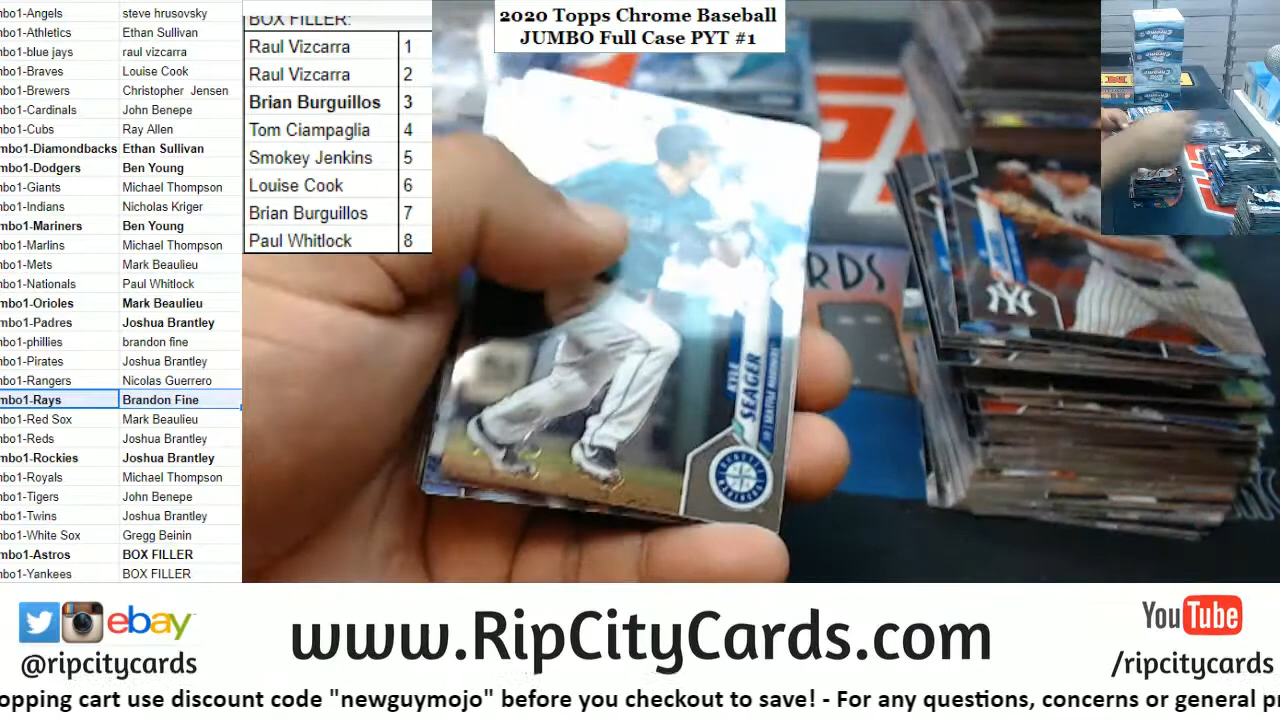 mbo1-Angels steve hrusovsky
mbo1-Athletics Ethan Sullivan
mbo1-blue jays raul vizcarra
mbo1-Braves Louise Cook
mbo1-Brewers Christopher Jensen
mbo1-Cardinals John Benepe
mbo1-Cubs Ray Allen
mbo1-Diamondbacks Ethan Sullivan
mbo1-Dodgers Ben Young
mbo1-Giants Michael Thompson
mbo1-Indians Nicholas Kriger
mbo1-Mariners Ben Young
mbo1-Marlins Michael Thompson
mbo1-Mets Mark Beaulieu
mbo1-Nationals Paul Whitlock
mbo1-Orioles Mark Beaulieu
mbo1-Padres Joshua Brantley
mbo1-phillies brandon fine
mbo1-Pirates Joshua Brantley
mbo1-Rangers Nicolas Guerrero
mbo1-Rays Brandon Fine
mbo1-Red Sox Mark Beaulieu
mbo1-Reds Joshua Brantley
mbo1-Rockies Joshua Brantley
mbo1-Royals Michael Thompson
mbo1-Tigers John Benepe
mbo1-Twins Joshua Brantley
mbo1-White Sox Gregg Beinin
mbo1-Astros BOX FILLER
mbo1-Yankees BOX FILLER
BOX FILLER:
Raul Vizcarra 1
Raul Vizcarra 2
Brian Burguillos 3
Tom Ciampaglia 4
Smokey Jenkins 5
Louise Cook 6
Brian Burguillos 7
Paul Whitlock 8
2020 Topps Chrome Baseball
JUMBO Full Case PYT #1
KYLE
SEAGER
SEATTLE MARINERS
NY
ARDS
ebay
@ripcitycards
www.RipCityCards.com
YouTube
/ripcitycards
opping cart use discount code "newguymojo" before you checkout to save! - For any questions, concerns or general pr